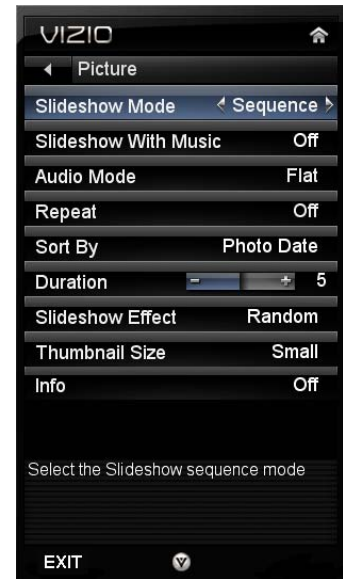 VIZIO
Picture
Slideshow Mode Sequence
Slideshow With Music Off
Audio Mode Flat
Repeat Off
Sort By Photo Date
Duration - + 5
Slideshow Effect Random
Thumbnail Size Small
Info Off
Select the Slideshow sequence mode
EXIT V